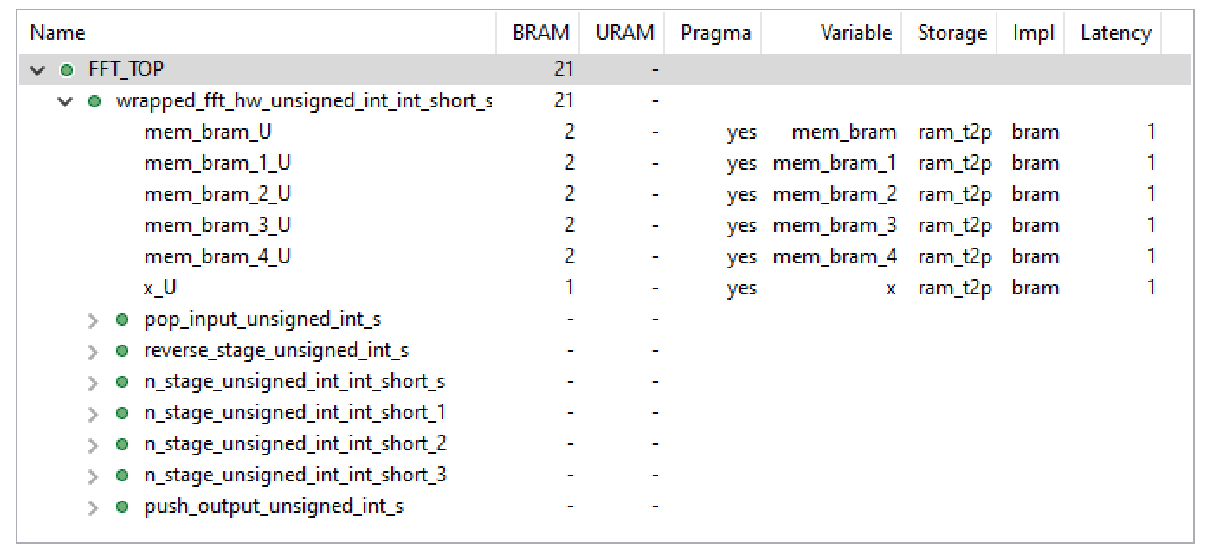 Name BRAM URAM Pragma Variable Storage Impl Latency
FFT_TOP 21 -
wrapped_fft_hw_unsigned_int_int_short_s 21 -
mem_bram_U 2 - yes mem_bram ram_t2p bram 1
mem_bram_1_U 2 - yes mem_bram_1 ram_t2p bram 1
mem_bram_2_U 2 - yes mem_bram_2 ram_t2p bram 1
mem_bram_3_U 2 - yes mem_bram_3 ram_t2p bram 1
mem_bram_4_U 2 - yes mem_bram_4 ram_t2p bram 1
x_U 1 - yes x ram_t2p bram 1
pop_input_unsigned_int_s - -
reverse_stage_unsigned_int_s - -
n_stage_unsigned_int_int_short_s - -
n_stage_unsigned_int_int_short_1 - -
n_stage_unsigned_int_int_short_2 - -
n_stage_unsigned_int_int_short_3 - -
push_output_unsigned_int_s - -